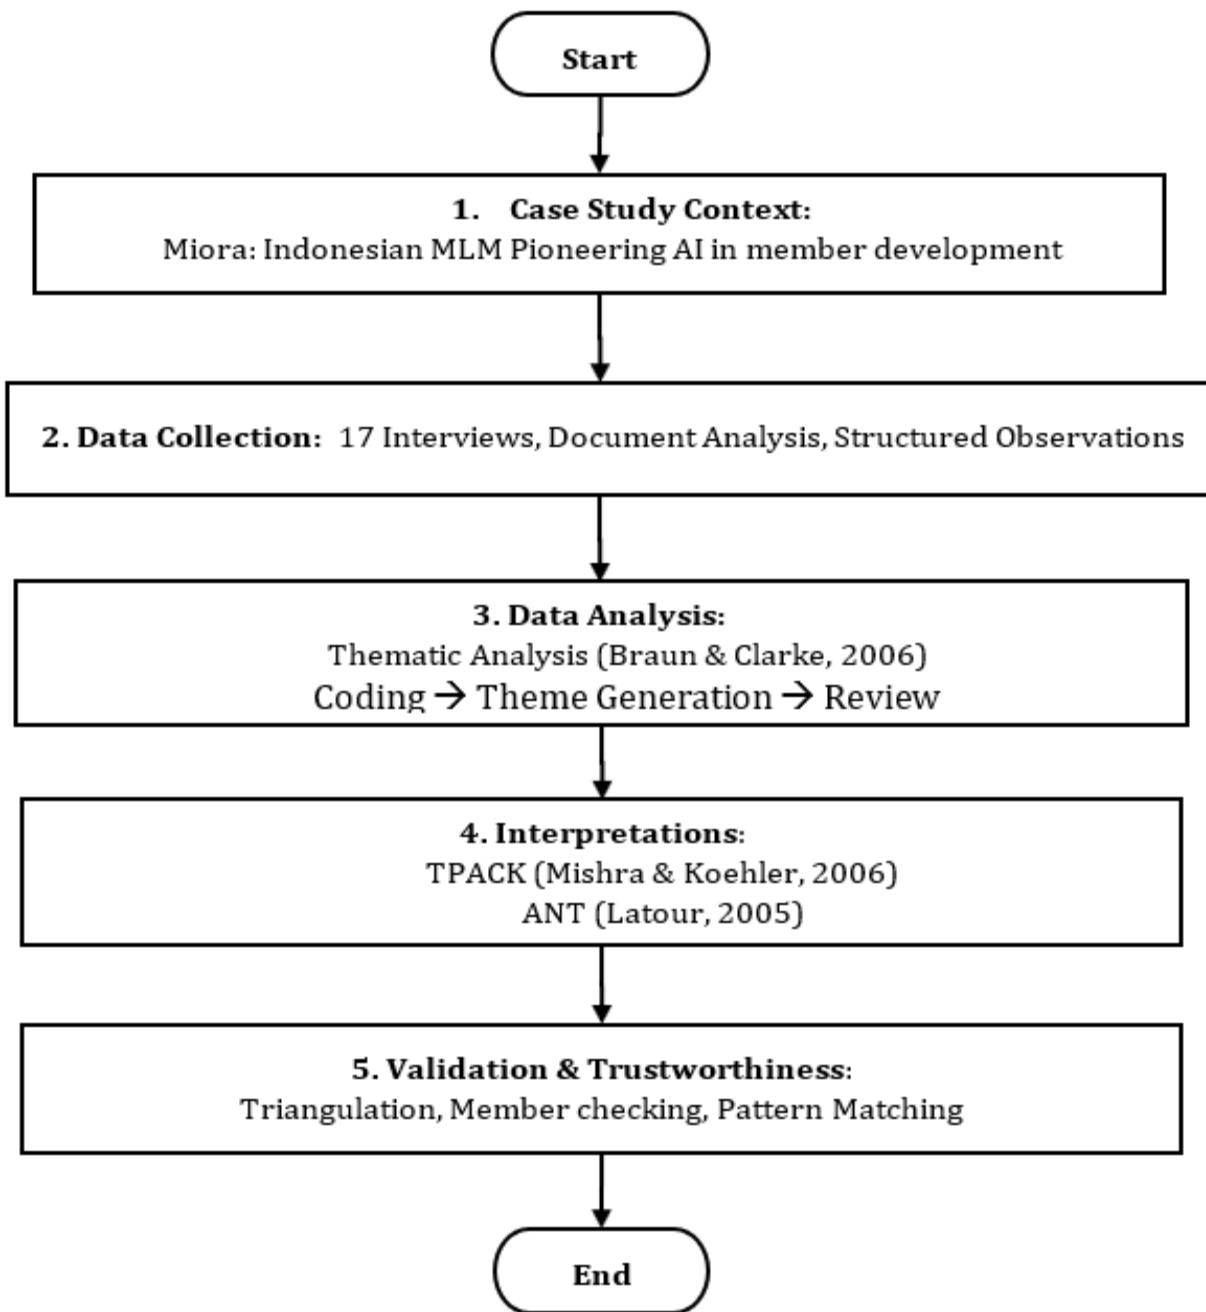 Start
1. Case Study Context:
Miora: Indonesian MLM Pioneering AI in member development
2. Data Collection: 17 Interviews, Document Analysis, Structured Observations
3. Data Analysis:
Thematic Analysis (Braun & Clarke, 2006)
Coding → Theme Generation → Review
4. Interpretations:
TPACK (Mishra & Koehler, 2006)
ANT (Latour, 2005)
5. Validation & Trustworthiness:
Triangulation, Member checking, Pattern Matching
End